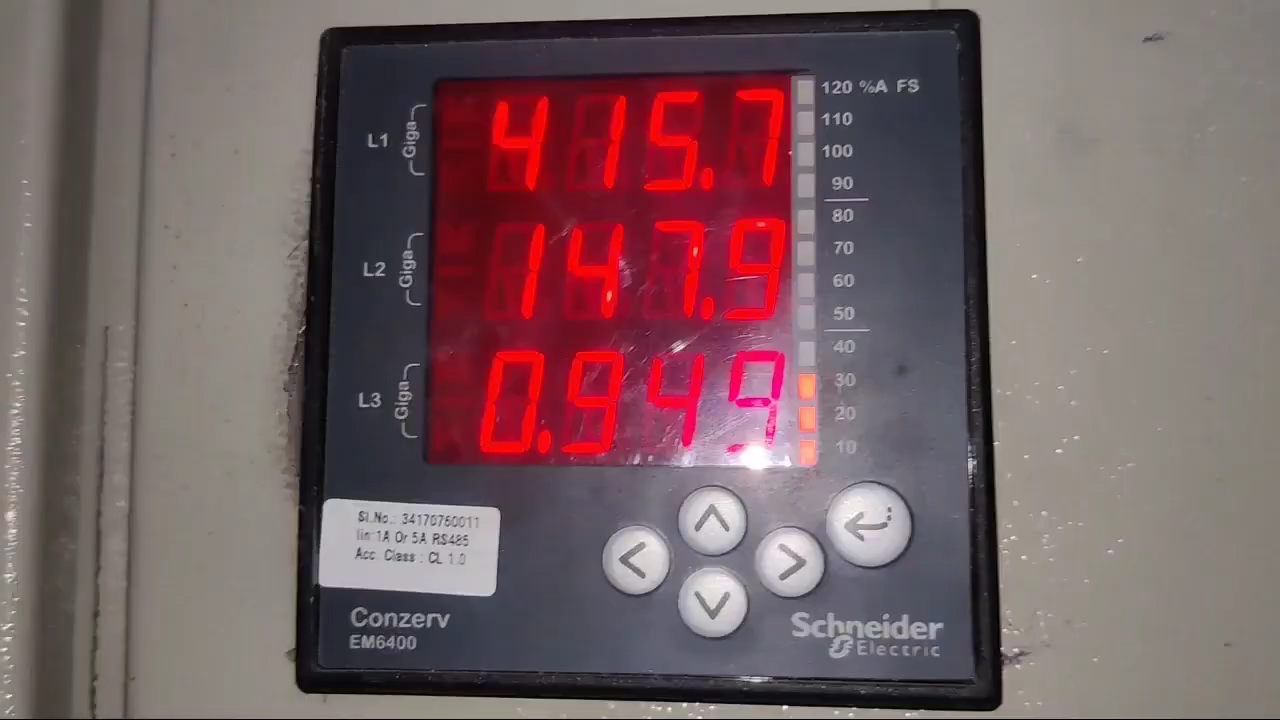 120 %A FS
L1 Giga 415.7
110
100
90
80
L2 Giga 147.9
70
60
50
40
L3 Giga 0.949
30
20
10
Sl.No.: 34170760011
Iin 1A Or 5A RS485
Acc Class : CL 1.0
Conzerv
EM6400
Schneider
Electric